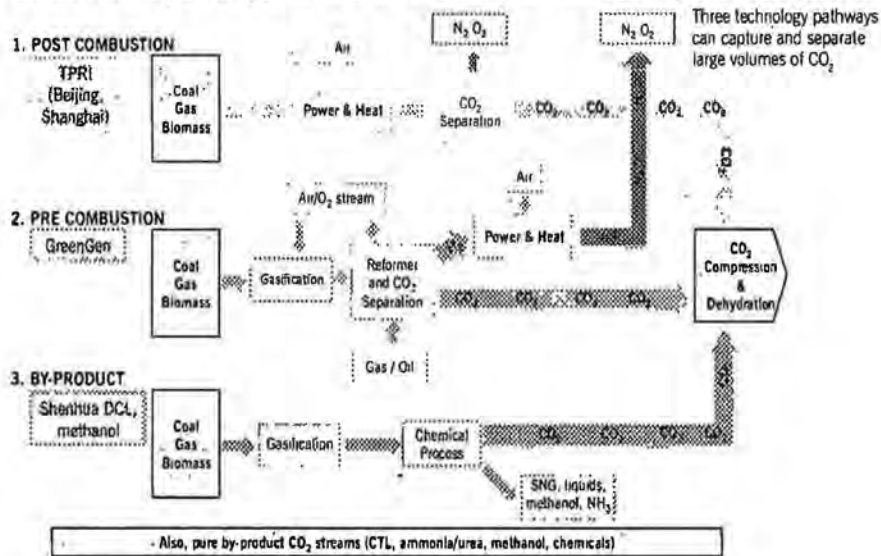 Three technology pathways
can capture and separate
large volumes of CO₂
1. POST COMBUSTION
TPRI
(Beijing,
Shanghai)
Coal
Gas
Biomass
Air
Power & Heat
CO₂
Separation
N₂ O₂
CO₂ CO₂ CO₂ CO₂
CO₂
N₂ O₂
2. PRE COMBUSTION
GreenGen
Coal
Gas
Biomass
Air/O₂ stream
Gasification
Reformer
and CO₂
Separation
Gas / Oil
Air
Power & Heat
CO₂ CO₂ CO₂ CO₂
CO₂
Compression
&
Dehydration
3. BY-PRODUCT
Shenhua DCL,
methanol
Coal
Gas
Biomass
Gasification
Chemical
Process
CO₂ CO₂ CO₂ CO₂
SNG, liquids,
methanol, NH₃
Also, pure by-product CO₂ streams (CTL, ammonia/urea, methanol, chemicals)